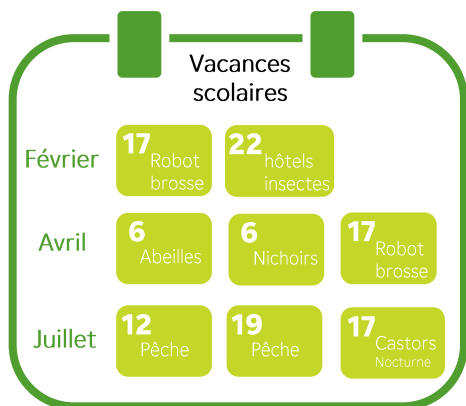 Vacances
scolaires
Février
17 Robot
brosse
22 hôtels
insectes
Avril
6
Abeilles
6
Nichoirs
17 Robot
brosse
Juillet
12
Pêche
19
Pêche
17 Castors
Nocturne